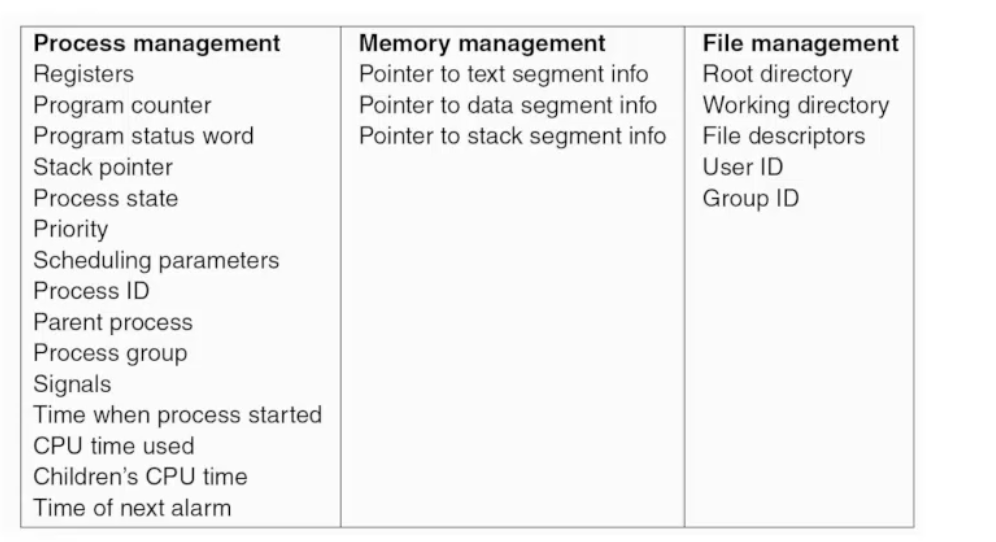 Process management
Registers
Program counter
Program status word
Stack pointer
Process state
Priority
Scheduling parameters
Process ID
Parent process
Process group
Signals
Time when process started
CPU time used
Children's CPU time
Time of next alarm
Memory management
Pointer to text segment info
Pointer to data segment info
Pointer to stack segment info
File management
Root directory
Working directory
File descriptors
User ID
Group ID